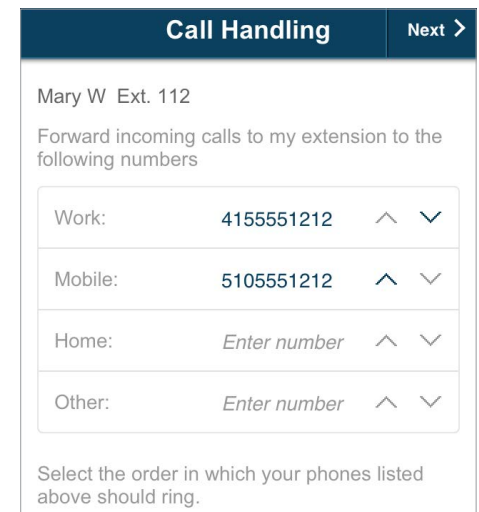 Call Handling Next
Mary W Ext. 112
Forward incoming calls to my extension to the
following numbers
Work: 4155551212
Mobile: 5105551212
Home: Enter number
Other: Enter number
Select the order in which your phones listed
above should ring.